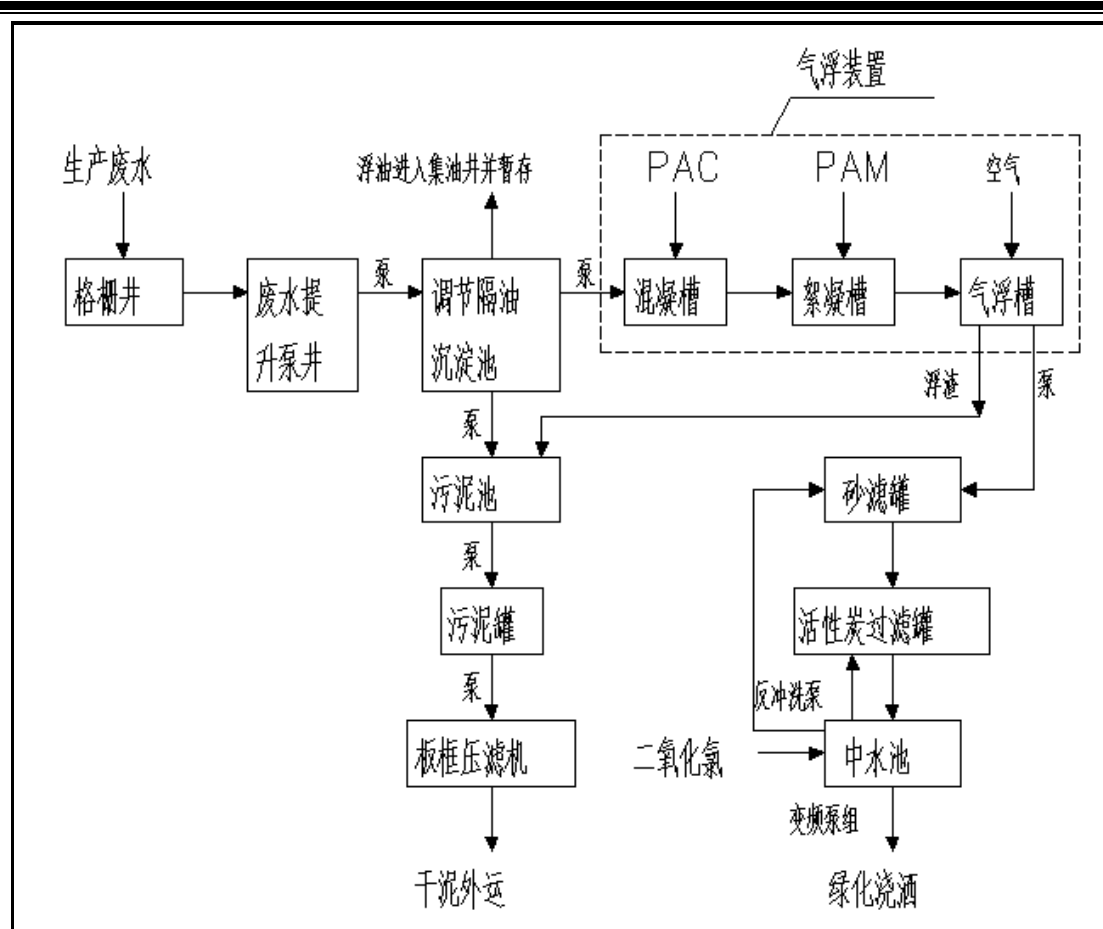 气浮装置
生产废水
浮油进入集油井并暂存
PAC
PAM
空气
格栅井
废水提
升泵井
泵
调节隔油
沉淀池
泵
混凝槽
絮凝槽
气浮槽
浮渣
泵
泵
污泥池
砂滤罐
泵
污泥罐
活性炭过滤罐
泵
反冲洗泵
板框压滤机
二氧化氯
中水池
变频泵组
干泥外运
绿化浇洒